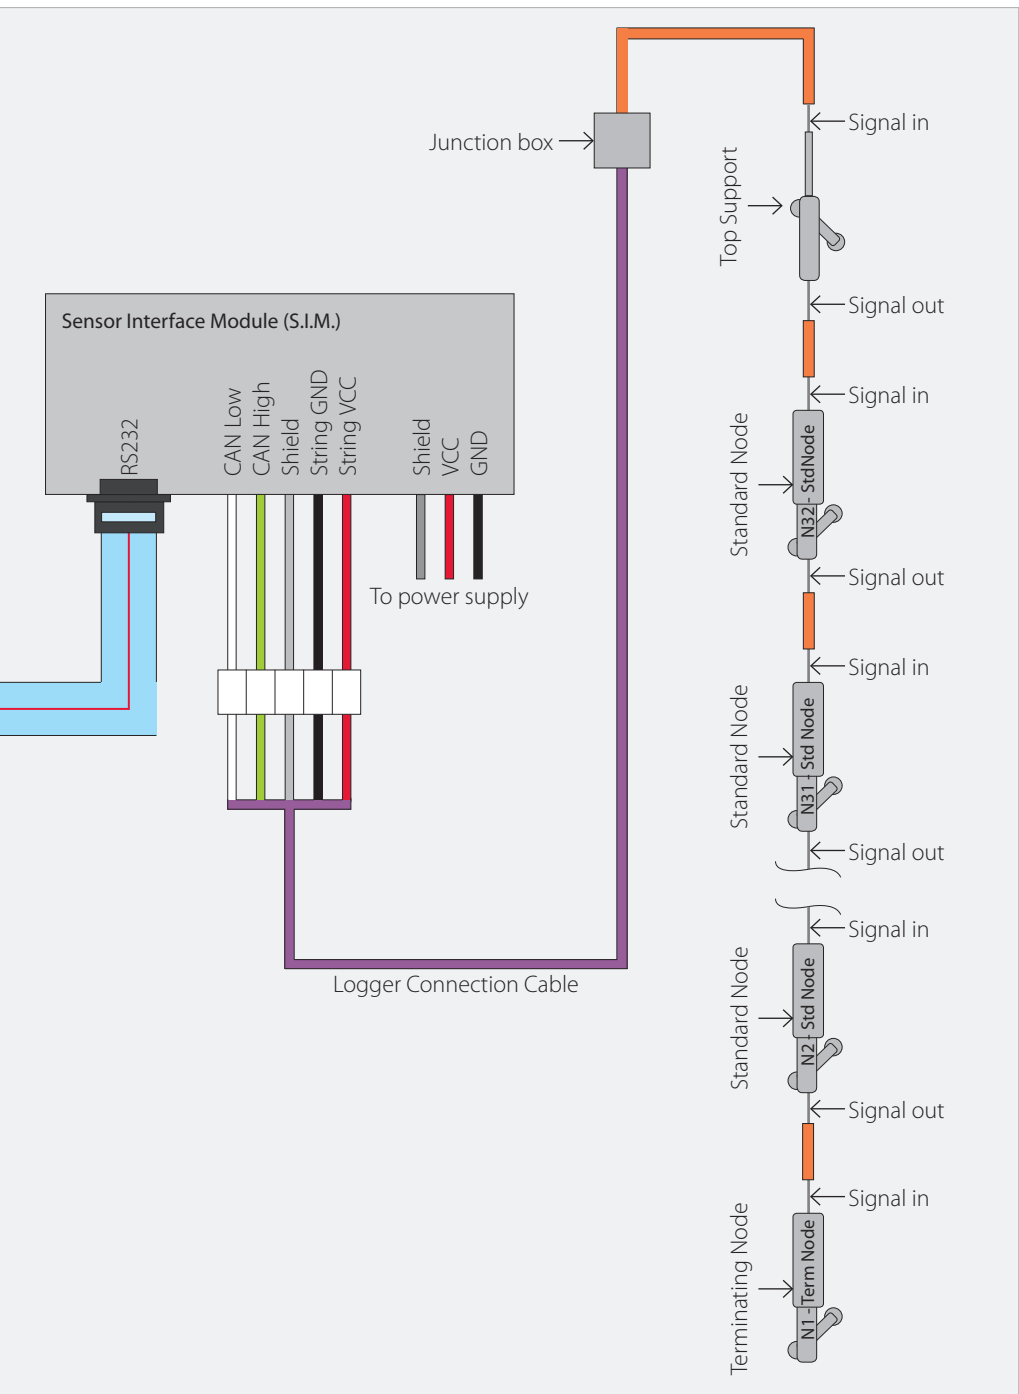 Signal in
Junction box
Top Support
Signal out
Sensor Interface Module (S.I.M.)
RS232
CAN Low
CAN High
Shield
String GND
String VCC
Shield
VCC
GND
To power supply
Signal in
Standard Node
N32 - StdNode
Signal out
Signal in
Standard Node
N31 - Std Node
Signal out
Signal in
Standard Node
N2 - Std Node
Logger Connection Cable
Signal out
Signal in
Terminating Node
N1 - Term Node